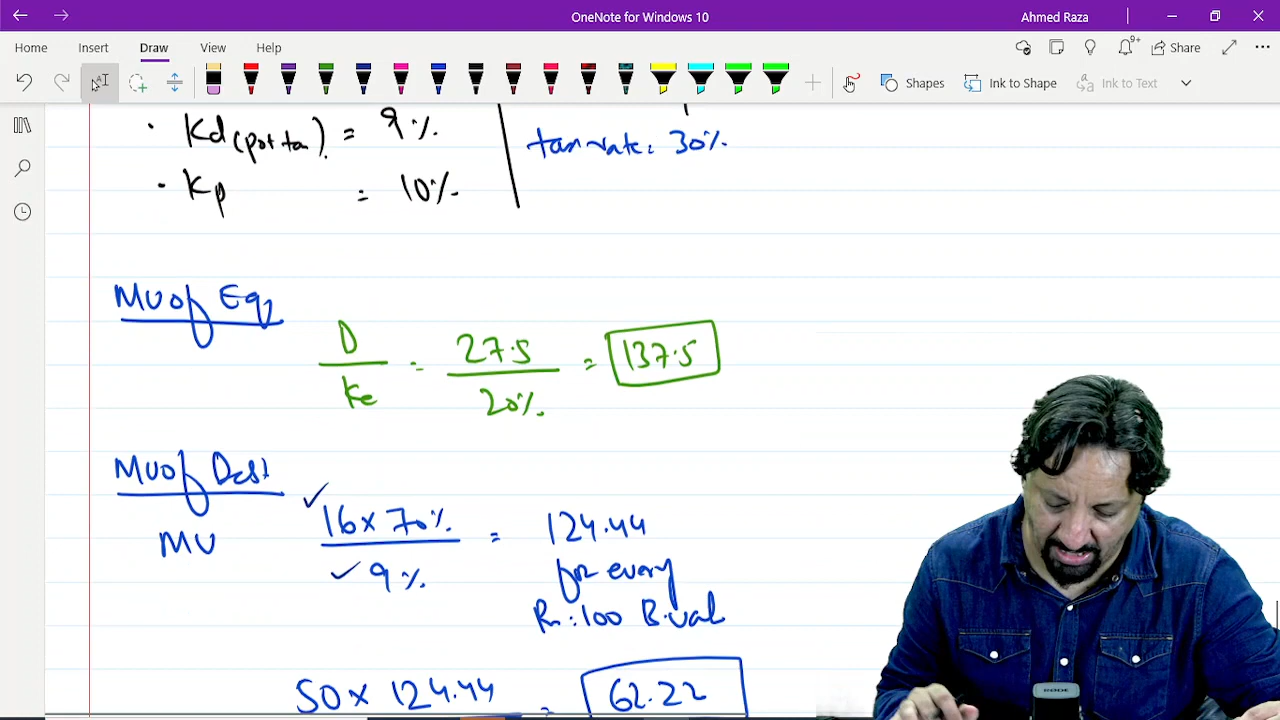 OneNote for Windows 10
Ahmed Raza
Home Insert Draw View Help
9+
Share
Shapes
Ink to Shape
Ink to Text
• Kd (post tax) = 9%
tax rate: 30%
• Kp = 10%
MV of Eq
D / Ke = 27.5 / 20% = 137.5
MV of Debt
MV 16 x 70% / 9% = 124.44
for every
Rs:100 B.val
50 x 124.44 = 62.22
RODE